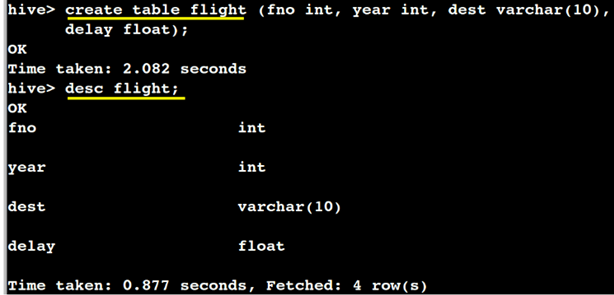 hive> create table flight (fno int, year int, dest varchar(10),
delay float);
OK
Time taken: 2.082 seconds
hive> desc flight;
OK
fno int
year int
dest varchar(10)
delay float
Time taken: 0.877 seconds, Fetched: 4 row(s)